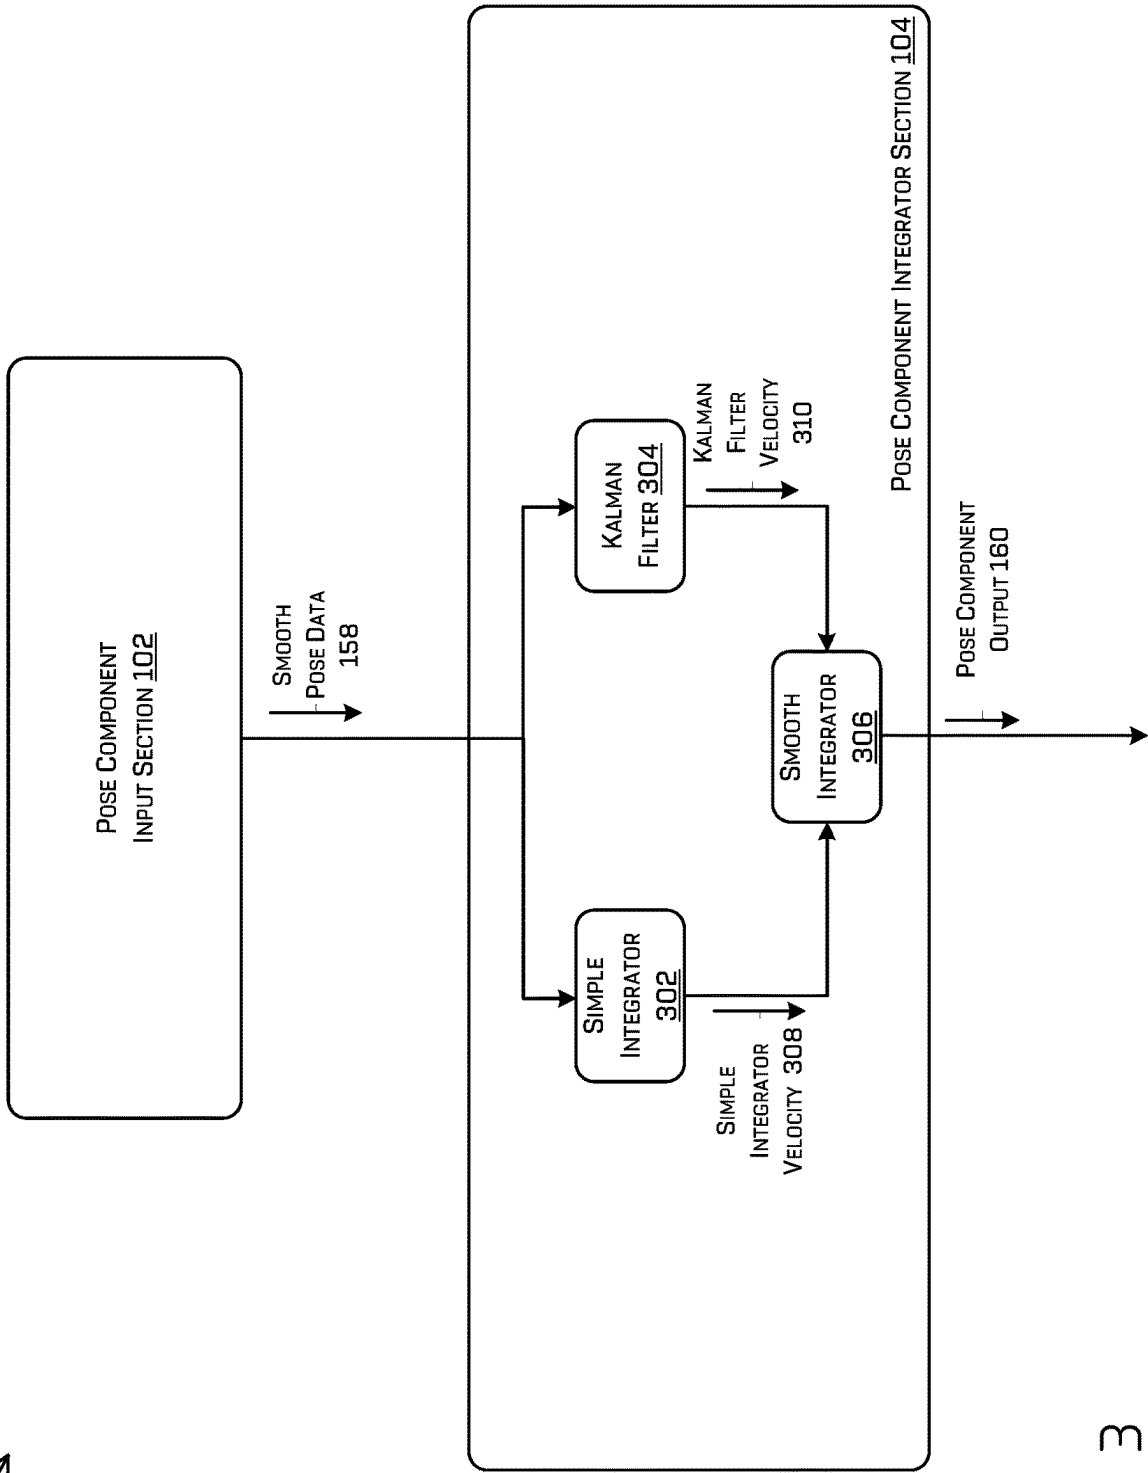 POSE COMPONENT
INPUT SECTION 102
SMOOTH
POSE DATA
158
SIMPLE
INTEGRATOR
302
KALMAN
FILTER 304
SIMPLE
INTEGRATOR
VELOCITY 308
KALMAN
FILTER
VELOCITY
310
SMOOTH
INTEGRATOR
306
POSE COMPONENT INTEGRATOR SECTION 104
POSE COMPONENT
OUTPUT 160
3